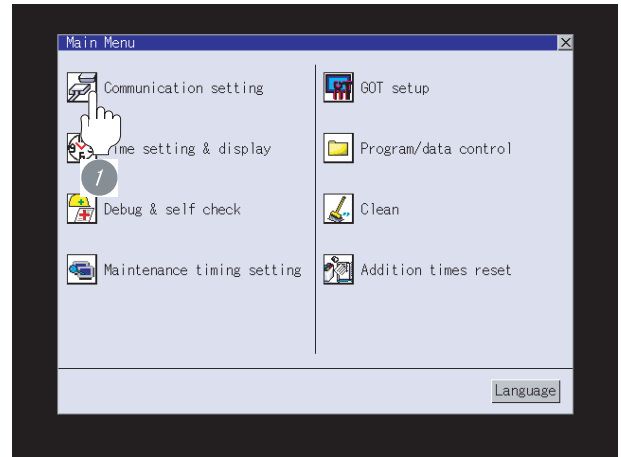 Main Menu
Communication setting
GOT setup
Time setting & display
Program/data control
1
Debug & self check
Clean
Maintenance timing setting
Addition times reset
Language